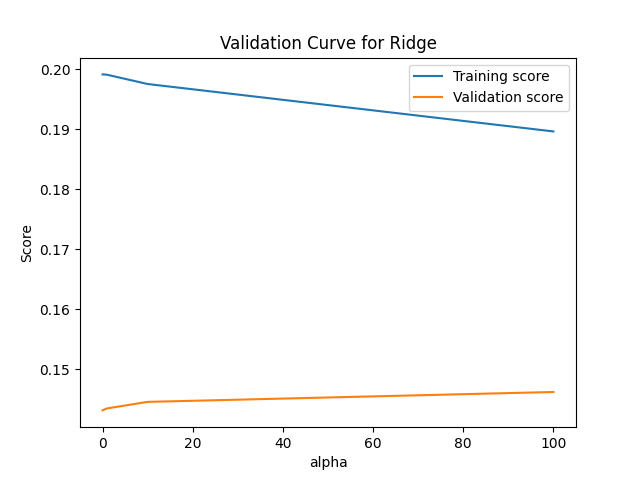 Validation Curve for Ridge
Training score
Validation score
0.20
0.19
0.18
0.17
0.16
0.15
Score
0 20 40 60 80 100
alpha